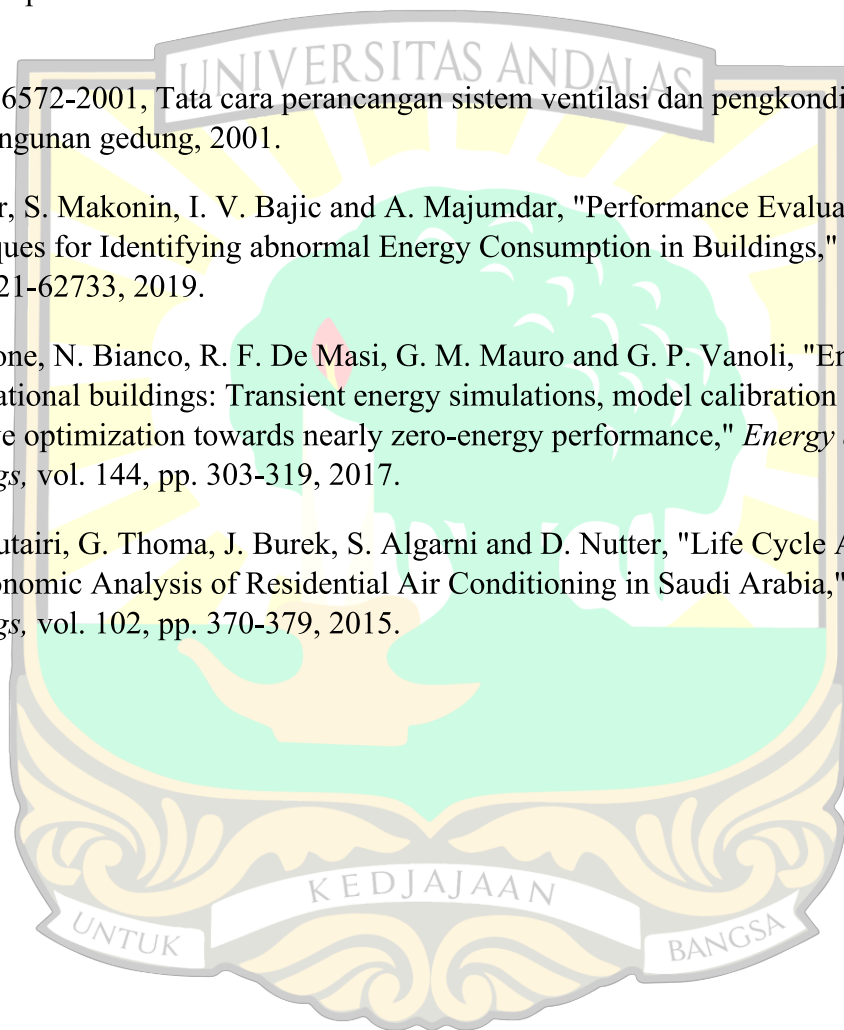 UNIVERSITAS ANDALAS
6572-2001, Tata cara perancangan sistem ventilasi dan pengkondi
ngunan gedung, 2001.
r, S. Makonin, I. V. Bajic and A. Majumdar, "Performance Evalua
ques for Identifying abnormal Energy Consumption in Buildings,"
21-62733, 2019.
one, N. Bianco, R. F. De Masi, G. M. Mauro and G. P. Vanoli, "En
ational buildings: Transient energy simulations, model calibration
ve optimization towards nearly zero-energy performance," Energy
gs, vol. 144, pp. 303-319, 2017.
utairi, G. Thoma, J. Burek, S. Algarni and D. Nutter, "Life Cycle A
onomic Analysis of Residential Air Conditioning in Saudi Arabia,"
gs, vol. 102, pp. 370-379, 2015.
KEDJAJAAN
UNTUK
BANGSA